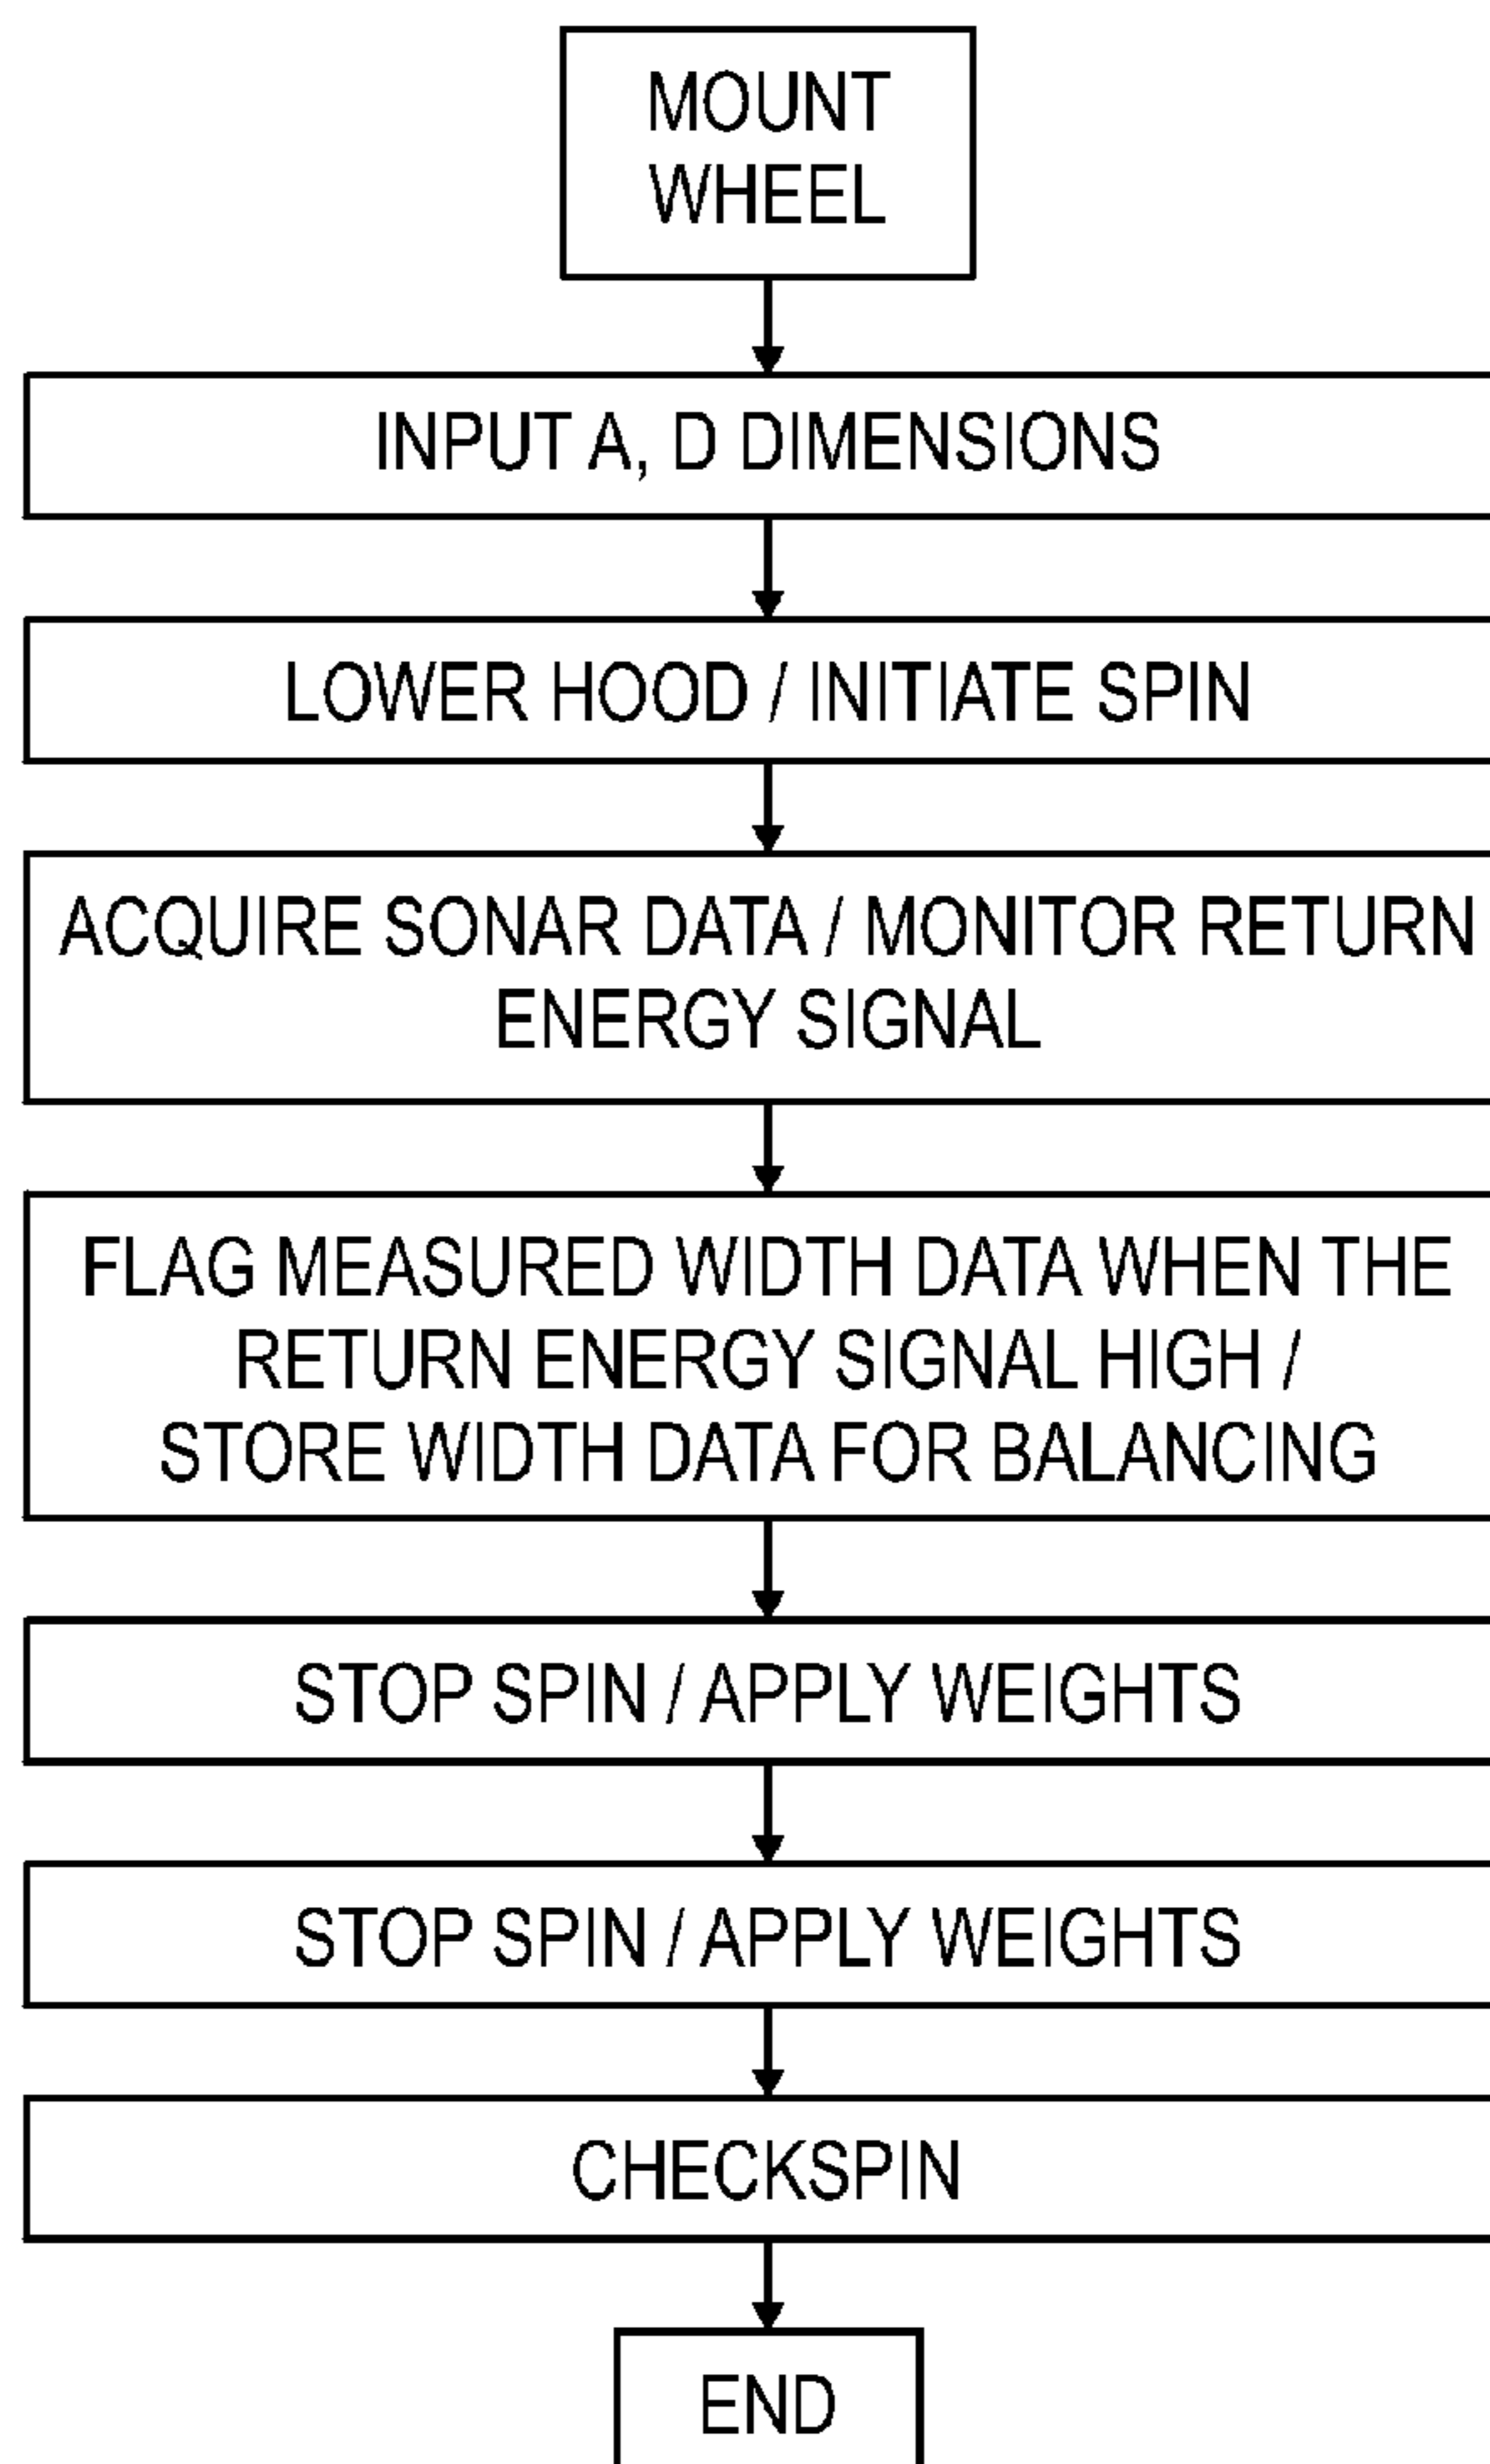 MOUNT
WHEEL
INPUT A, D DIMENSIONS
LOWER HOOD / INITIATE SPIN
ACQUIRE SONAR DATA / MONITOR RETURN
ENERGY SIGNAL
FLAG MEASURED WIDTH DATA WHEN THE
RETURN ENERGY SIGNAL HIGH /
STORE WIDTH DATA FOR BALANCING
STOP SPIN / APPLY WEIGHTS
STOP SPIN / APPLY WEIGHTS
CHECKSPIN
END